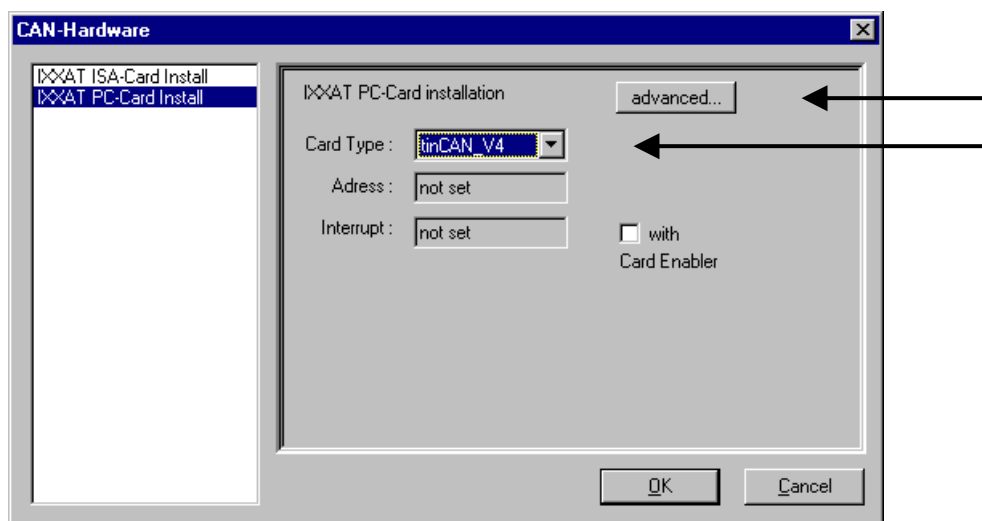 CAN-Hardware
IXXAT ISA-Card Install
IXXAT PC-Card Install
IXXAT PC-Card installation
advanced...
Card Type :
tinCAN_V4
Adress :
not set
Interrupt :
not set
with
Card Enabler
OK
Cancel